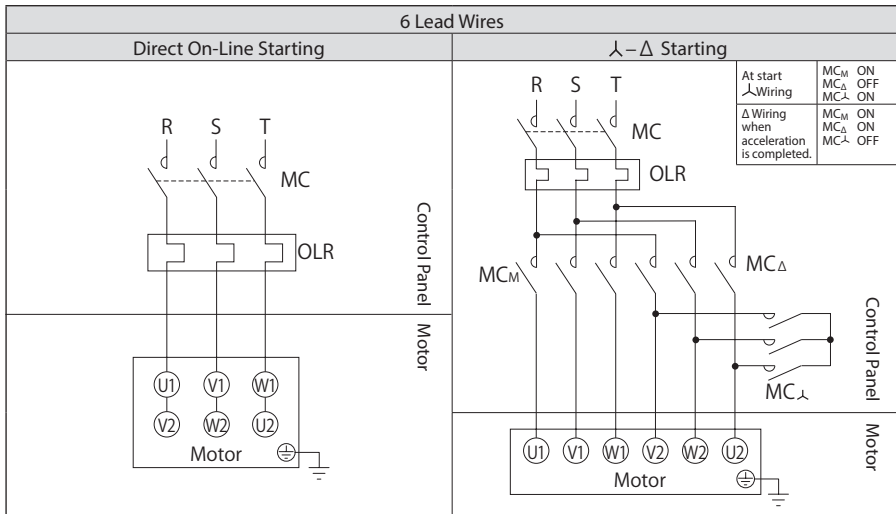 6 Lead Wires
Direct On-Line Starting
⅄ – Δ Starting
R S T
MC
OLR
Control Panel
Motor
U1 V1 W1
V2 W2 U2
Motor
At start
⅄ Wiring
MCM ON
MCΔ OFF
MC⅄ ON
Δ Wiring
when
acceleration
is completed.
MCM ON
MCΔ ON
MC⅄ OFF
R S T
MC
OLR
MCM
MCΔ
MC⅄
Control Panel
Motor
U1 V1 W1 V2 W2 U2
Motor